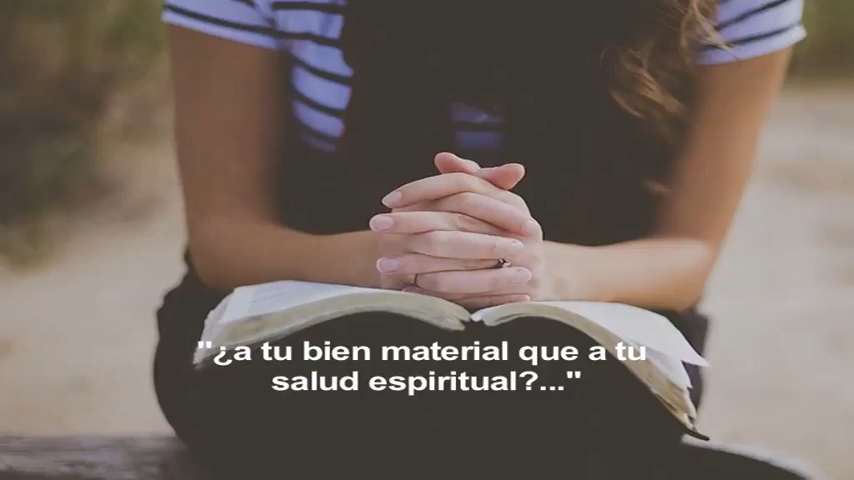 "¿a tu bien material que a tu
salud espiritual?..."